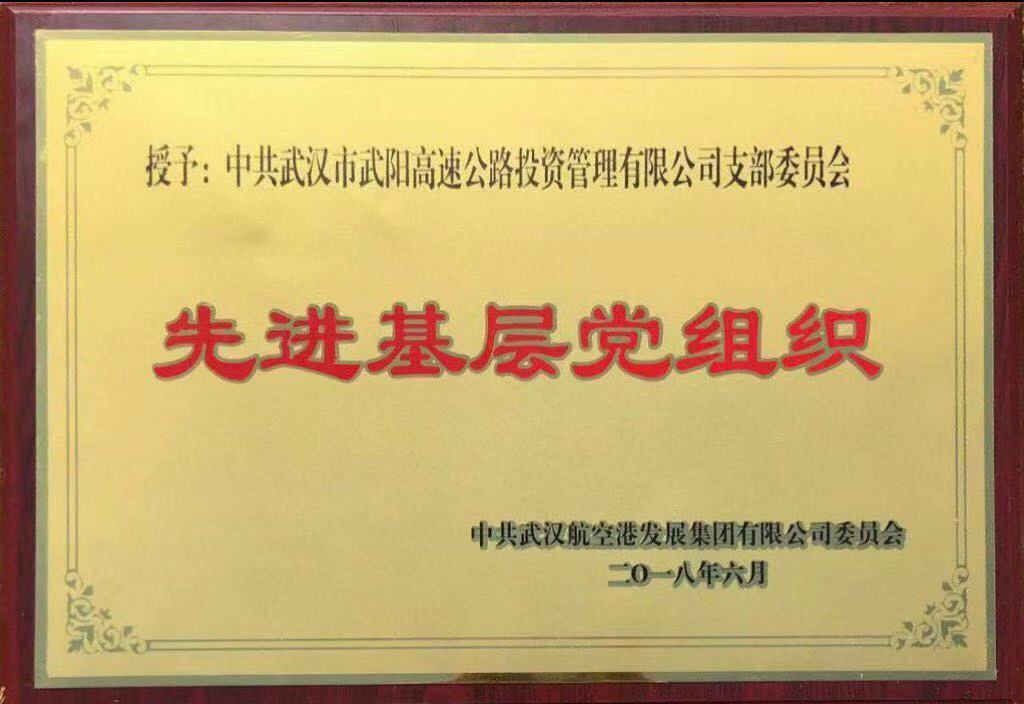 授予：中共武汉市武阳高速公路投资管理有限公司支部委员会
先进基层党组织
中共武汉航空港发展集团有限公司委员会
二O一八年六月